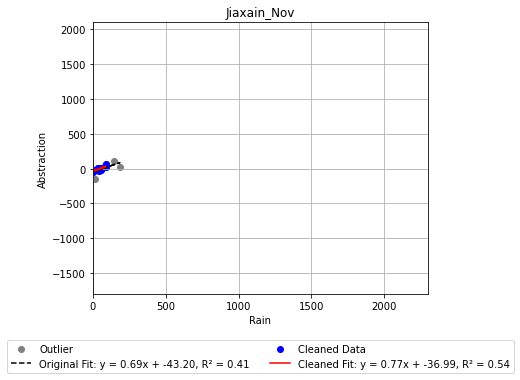 Jiaxain_Nov
2000
1500
1000
500
0
−500
−1000
−1500
Abstraction
0 500 1000 1500 2000
Rain
Outlier Cleaned Data
Original Fit: y = 0.69x + -43.20, R² = 0.41 Cleaned Fit: y = 0.77x + -36.99, R² = 0.54